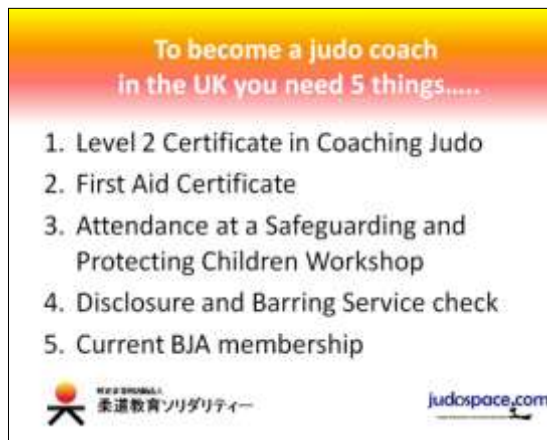 To become a judo coach
in the UK you need 5 things.....
1. Level 2 Certificate in Coaching Judo
2. First Aid Certificate
3. Attendance at a Safeguarding and
Protecting Children Workshop
4. Disclosure and Barring Service check
5. Current BJA membership
柔道教育ソリダリティー
judospace.com